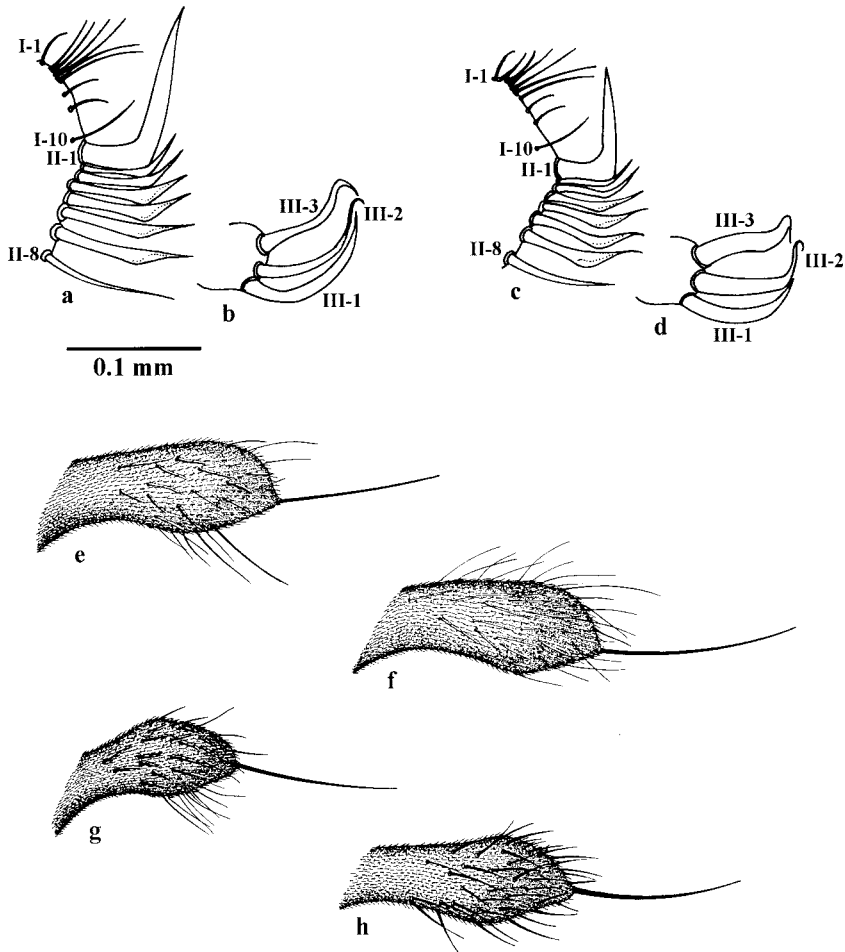 I-1
I-10
II-1
II-8
a
III-3
III-2
III-1
b
0.1 mm
I-1
I-10
II-1
II-8
c
III-3
III-2
III-1
d
e
f
g
h